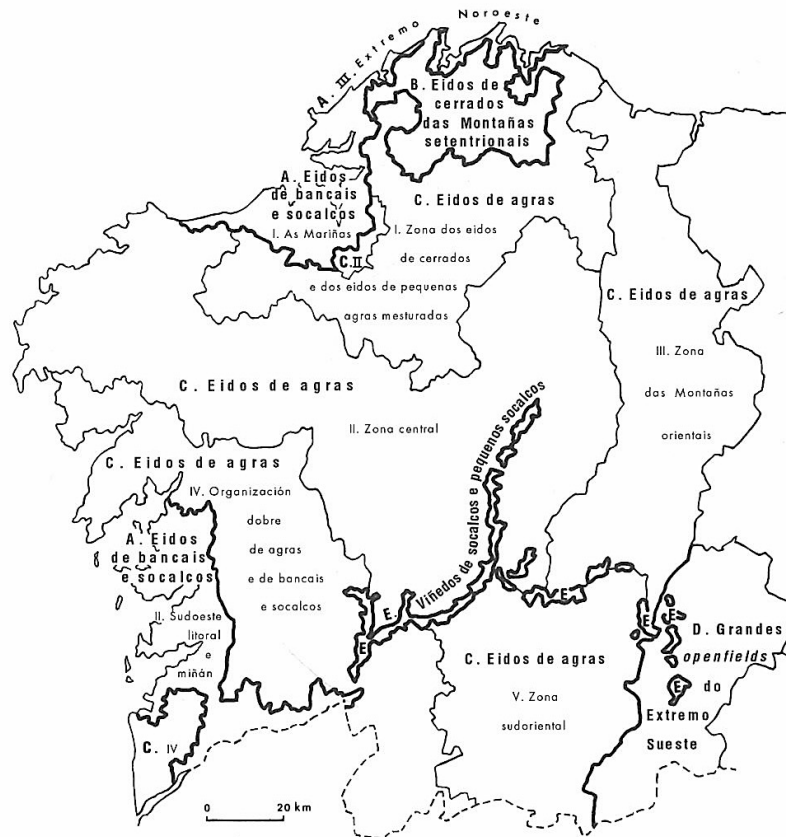 A. III. Extremo Noroeste
B. Eidos de
cerrados
das Montañas
setentrionais
A. Eidos
de bancais
e socalcos
I. As Mariñas
C. II
C. Eidos de agras
I. Zona dos eidos
de cerrados
e dos eidos de pequenas
agras mesturadas
C. Eidos de agras
III. Zona
das Montañas
orientais
C. Eidos de agras
II. Zona central
Viñedos de socalcos e pequenos socalcos
C. Eidos de agras
IV. Organización
dobre
de agras
e de bancais
e socalcos
A. Eidos
de bancais
e socalcos
II. Sudoeste
litoral
e
miñán
C. IV
E
E
E
E
E
E
C. Eidos de agras
V. Zona
sudoriental
D. Grandes
openfields
do
Extremo
Sueste
0 20 km